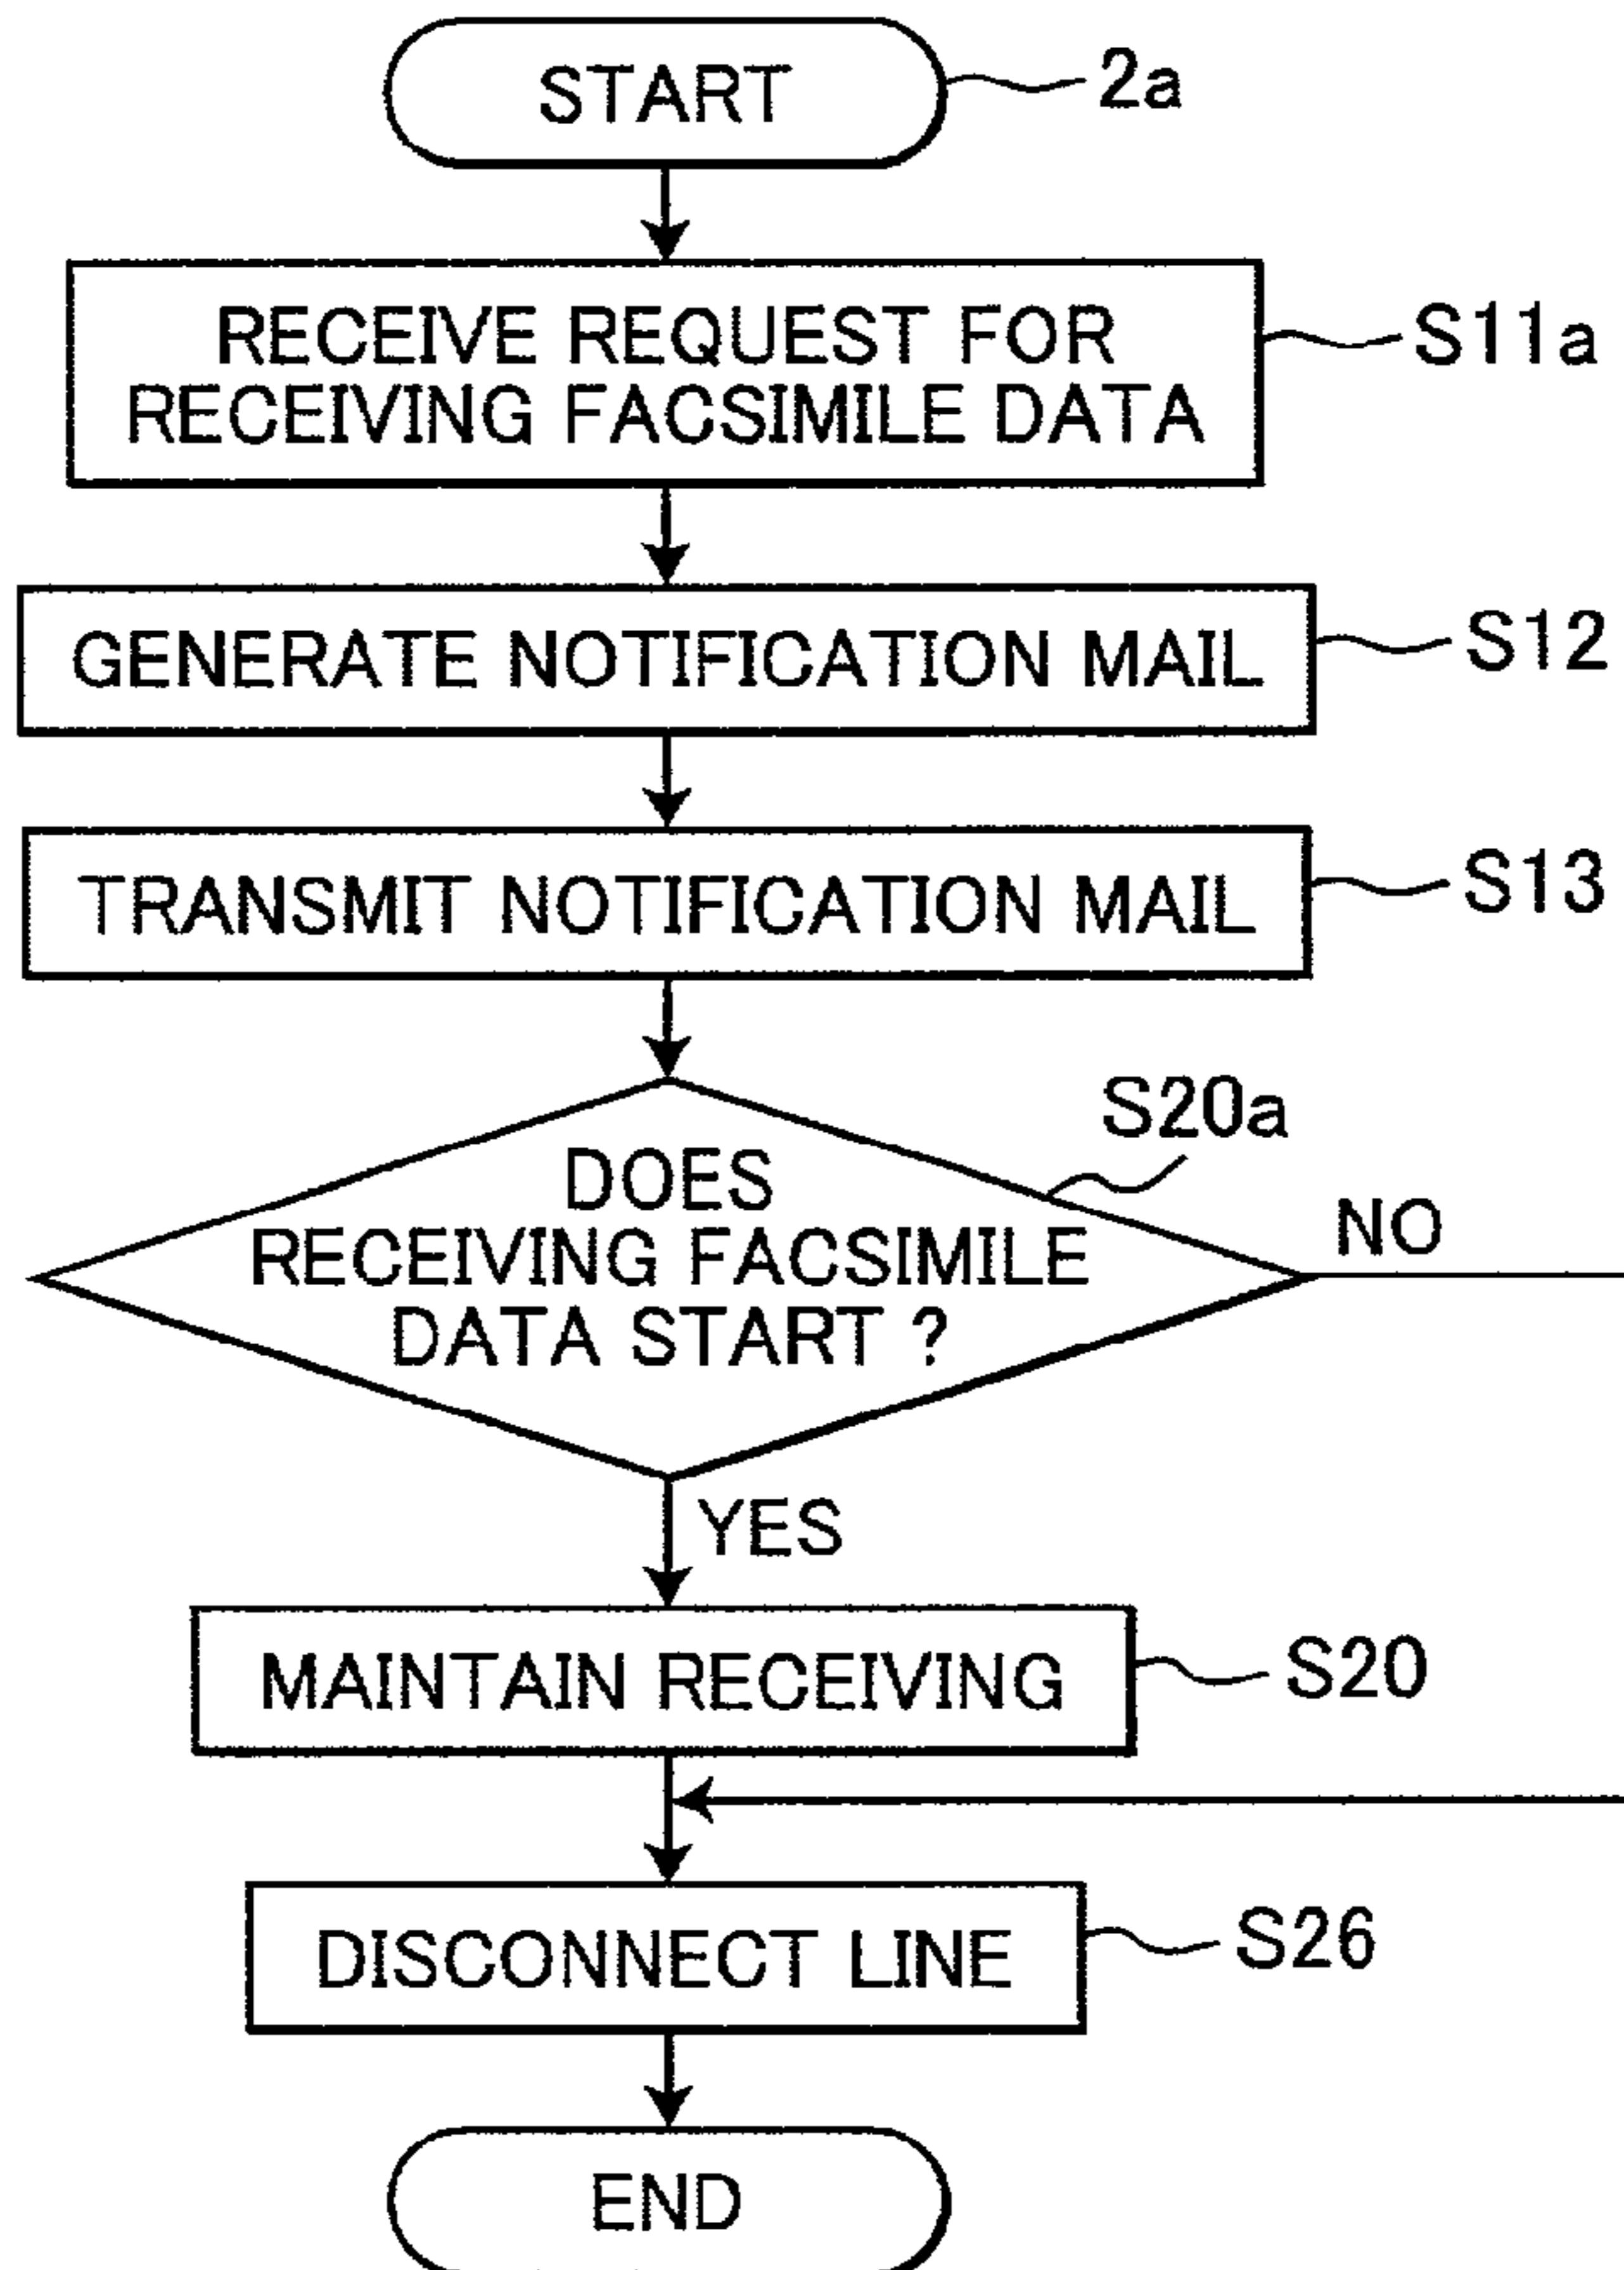 START
2a
RECEIVE REQUEST FOR
RECEIVING FACSIMILE DATA
S11a
GENERATE NOTIFICATION MAIL
S12
TRANSMIT NOTIFICATION MAIL
S13
S20a
DOES
RECEIVING FACSIMILE
DATA START ?
NO
YES
MAINTAIN RECEIVING
S20
DISCONNECT LINE
S26
END